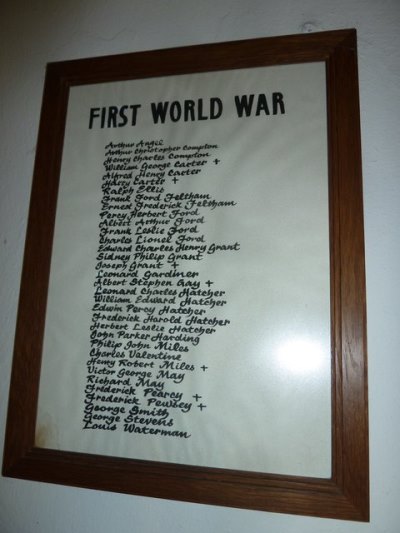 FIRST WORLD WAR
Arthur Angel
Arthur Christopher Compton
Henry Charles Compton
William George Carter +
Alfred Henry Carter
Harry Carter +
Ralph Ellis
Frank Ford Feltham
Ernest Frederick Feltham
Percy Herbert Ford
Albert Arthur Ford
Frank Leslie Ford
Charles Lionel Ford
Edward Charles Henry Grant
Sidney Philip Grant
Joseph Grant +
Leonard Gardiner
Albert Stephen Gay +
Leonard Charles Hatcher
William Edward Hatcher
Edwin Percy Hatcher
Frederick Harold Hatcher
Herbert Leslie Hatcher
John Parker Harding
Philip John Miles
Charles Valentine
Henry Robert Miles +
Victor George May
Richard May
Frederick Pearcy +
Frederick Pewsey +
George Smith
George Stevens
Louis Waterman